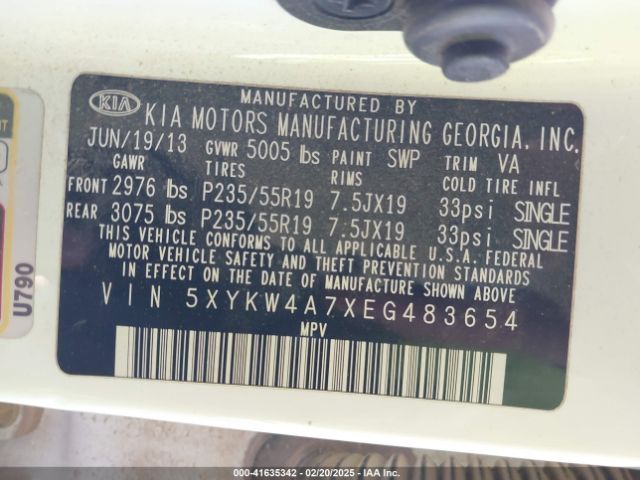 MANUFACTURED BY
KIA KIA MOTORS MANUFACTURING GEORGIA, INC.
JUN/19/13 GVWR 5005 lbs PAINT SWP TRIM VA
GAWR TIRES RIMS COLD TIRE INFL
FRONT 2976 lbs P235/55R19 7.5JX19 33psi SINGLE
REAR 3075 lbs P235/55R19 7.5JX19 33psi SINGLE
THIS VEHICLE CONFORMS TO ALL APPLICABLE U.S.A. FEDERAL
MOTOR VEHICLE SAFETY AND THEFT PREVENTION STANDARDS
IN EFFECT ON THE DATE OF MANUFACTURE SHOWN ABOVE
VIN 5XYKW4A7XEG483654
MPV
U790
000-41635342 - 02/20/2025 - IAA Inc.